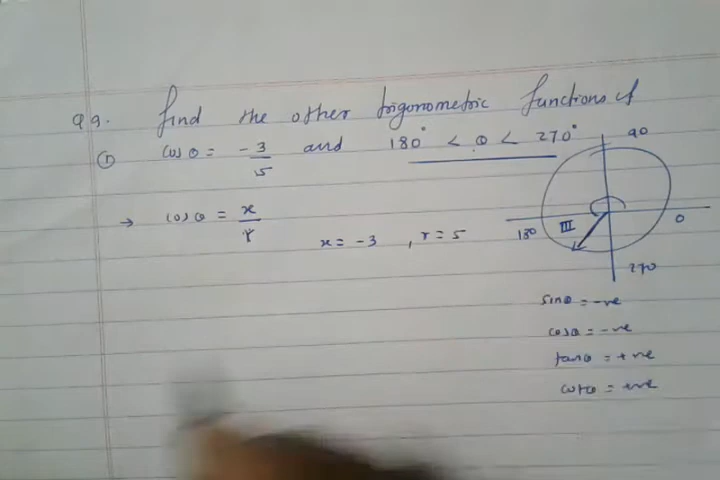 Q9. find the other trigonometric functions if
① cos θ = -3/5 and 180° < θ < 270°
→ cos θ = x/r
x = -3 , r = 5
90
180 III 0
270
sinθ = -ve
cosθ = -ve
tanθ = +ve
cotθ = +ve